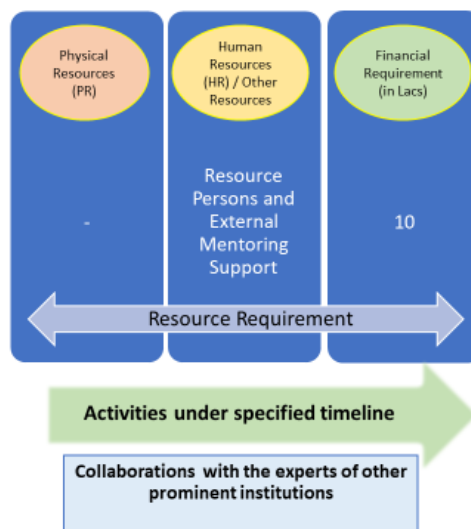 Physical
Resources
(PR)
Human
Resources
(HR) / Other
Resources
Financial
Requirement
(in Lacs)
-
Resource
Persons and
External
Mentoring
Support
10
Resource Requirement
Activities under specified timeline
Collaborations with the experts of other
prominent institutions